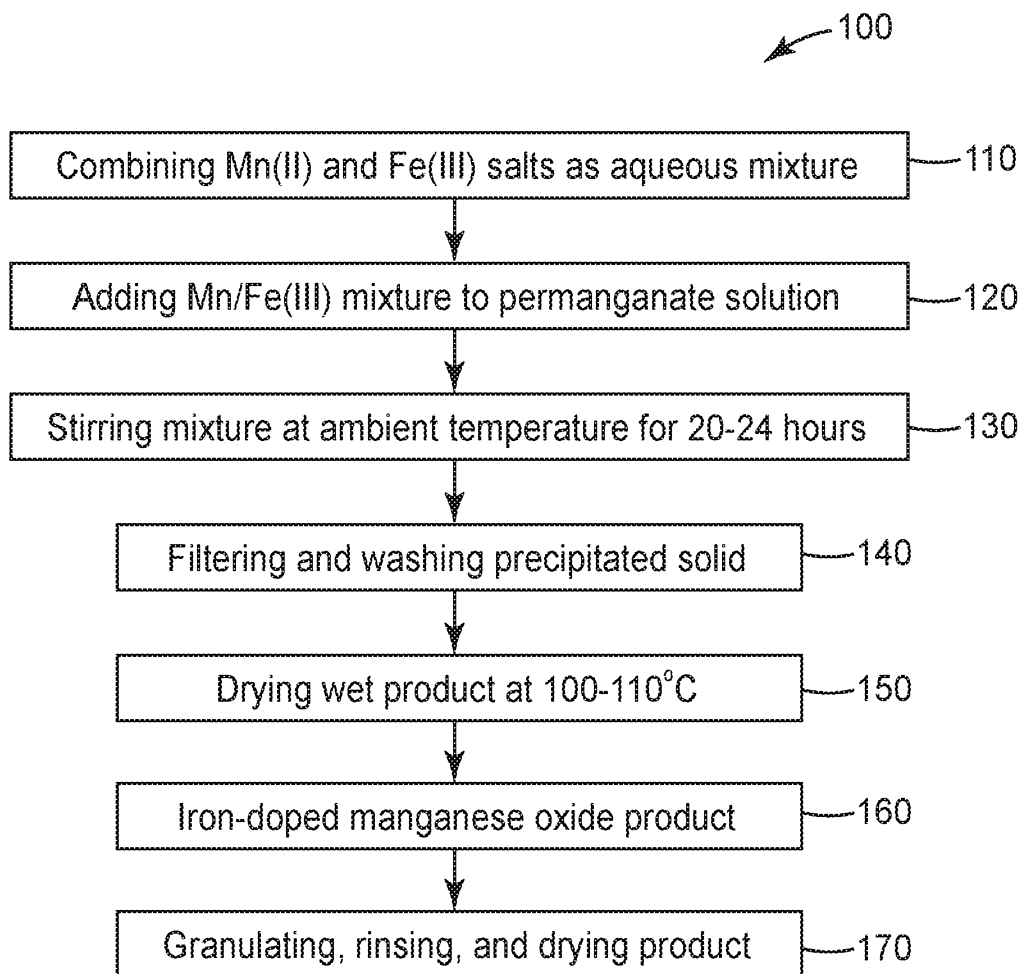 100
Combining Mn(II) and Fe(III) salts as aqueous mixture 110
Adding Mn/Fe(III) mixture to permanganate solution 120
Stirring mixture at ambient temperature for 20-24 hours 130
Filtering and washing precipitated solid 140
Drying wet product at 100-110°C 150
Iron-doped manganese oxide product 160
Granulating, rinsing, and drying product 170